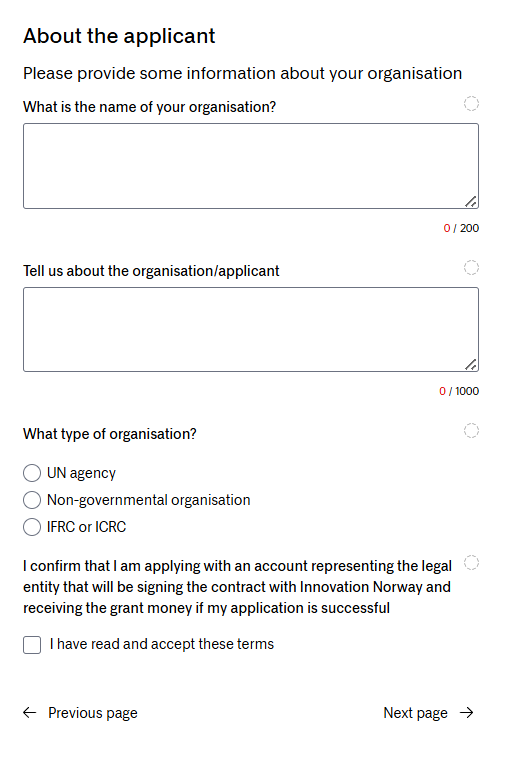 About the applicant
Please provide some information about your organisation
What is the name of your organisation?
0 / 200
Tell us about the organisation/applicant
0 / 1000
What type of organisation?
UN agency
Non-governmental organisation
IFRC or ICRC
I confirm that I am applying with an account representing the legal
entity that will be signing the contract with Innovation Norway and
receiving the grant money if my application is successful
I have read and accept these terms
Previous page
Next page